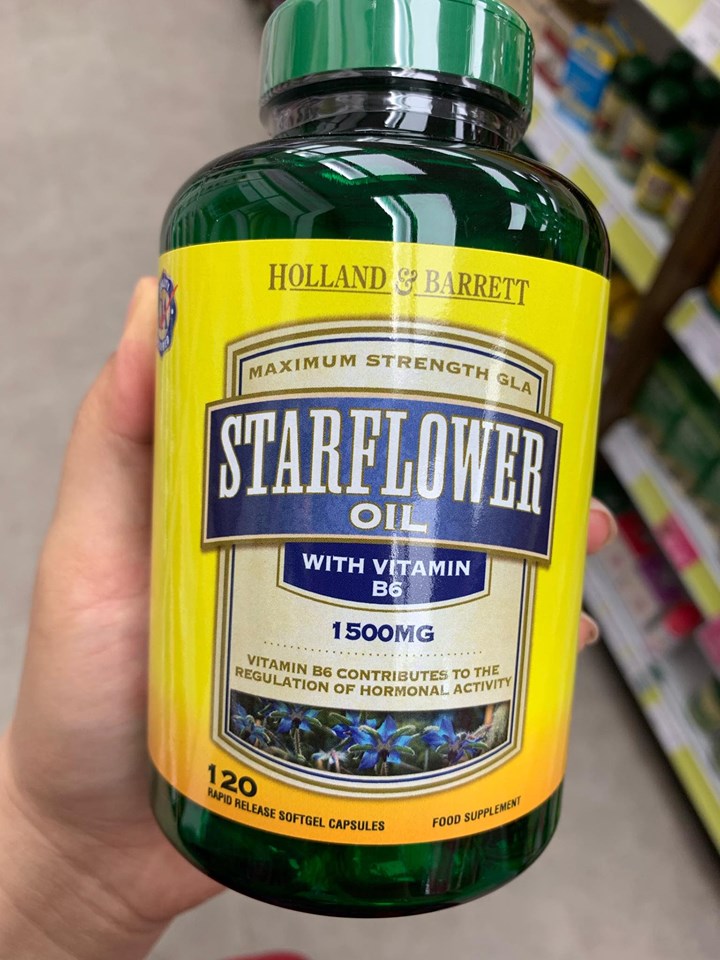 HOLLAND & BARRETT
MAXIMUM STRENGTH GLA
STARFLOWER
OIL
WITH VITAMIN
B6
1500MG
VITAMIN B6 CONTRIBUTES TO THE
REGULATION OF HORMONAL ACTIVITY
120
RAPID RELEASE SOFTGEL CAPSULES
FOOD SUPPLEMENT